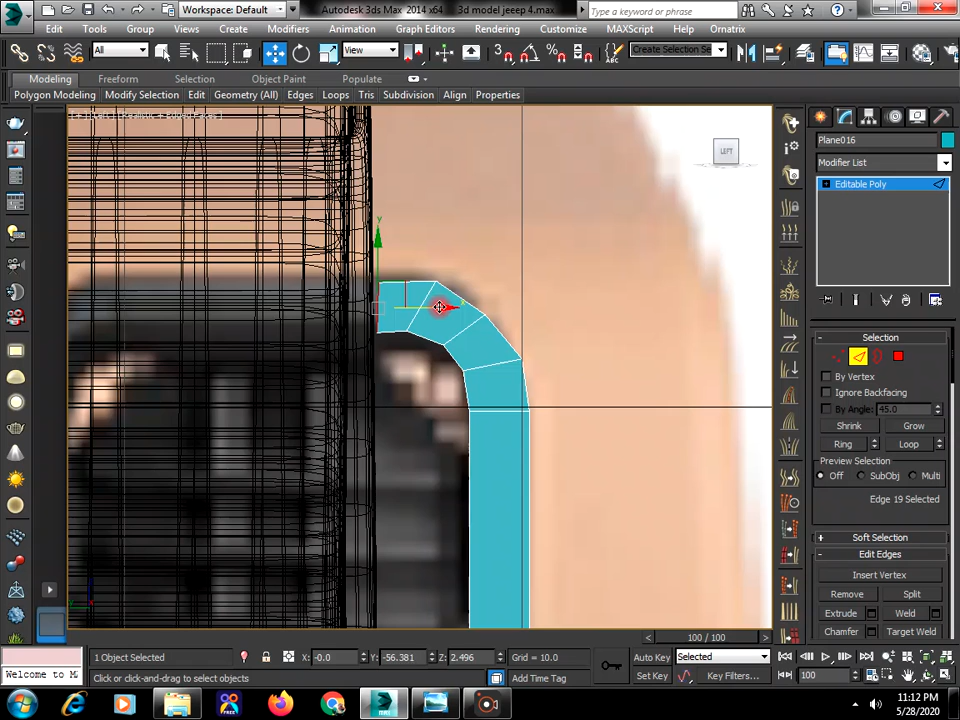 Workspace: Default
Autodesk 3ds Max 2014 x64
3d model jeeep 4.max
Type a keyword or phrase
Edit
Tools
Group
Views
Create
Modifiers
Animation
Graph Editors
Rendering
Customize
MAXScript
Help
Ornatrix
All
View
Create Selection Se
Modeling
Freeform
Selection
Object Paint
Populate
Polygon Modeling
Modify Selection
Edit
Geometry (All)
Edges
Loops
Tris
Subdivision
Align
Properties
LEFT
y
Plane016
Modifier List
Editable Poly
Selection
By Vertex
Ignore Backfacing
By Angle:
45.0
Shrink
Grow
Ring
Loop
Preview Selection
Off
SubObj
Multi
Edge 19 Selected
Soft Selection
Edit Edges
Insert Vertex
Remove
Split
Extrude
Weld
Chamfer
Target Weld
100 / 100
1 Object Selected
X: -0.0
Y: -56.381
Z: 2.496
Grid = 10.0
Auto Key
Selected
Welcome to M
Click or click-and-drag to select objects
Add Time Tag
Set Key
Key Filters...
100
11:12 PM
5/28/2020